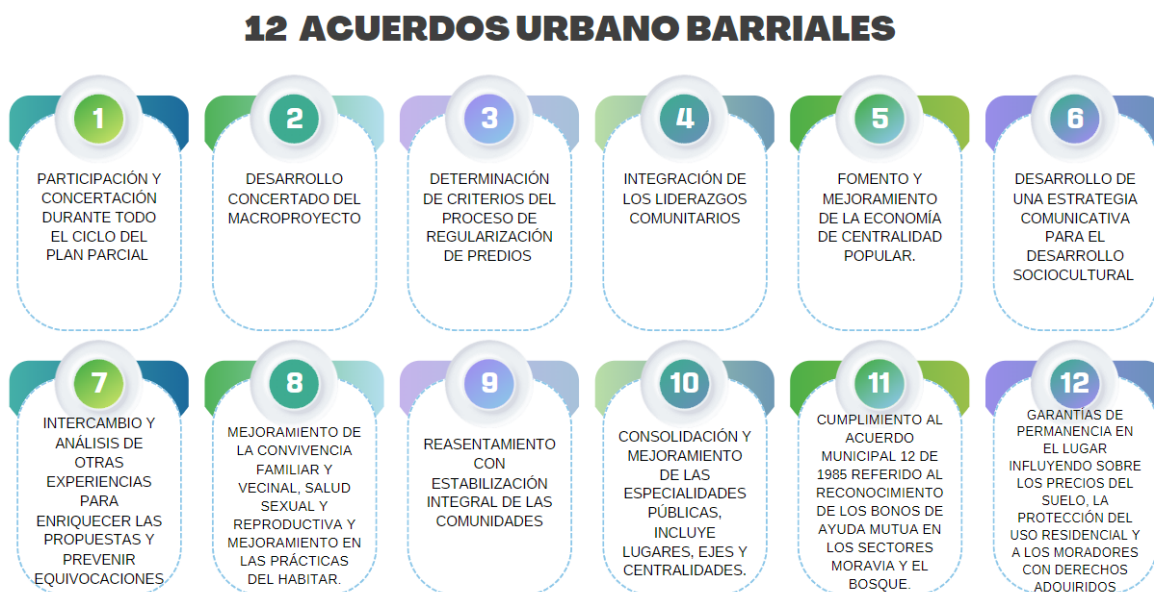 12 ACUERDOS URBANO BARRIALES
1
PARTICIPACIÓN Y
CONCERTACIÓN
DURANTE TODO
EL CICLO DEL
PLAN PARCIAL
2
DESARROLLO
CONCERTADO DEL
MACROPROYECTO
3
DETERMINACIÓN
DE CRITERIOS DEL
PROCESO DE
REGULARIZACIÓN
DE PREDIOS
4
INTEGRACIÓN DE
LOS LIDERAZGOS
COMUNITARIOS
5
FOMENTO Y
MEJORAMIENTO
DE LA ECONOMÍA
DE CENTRALIDAD
POPULAR.
6
DESARROLLO DE
UNA ESTRATEGIA
COMUNICATIVA
PARA EL
DESARROLLO
SOCIOCULTURAL
7
INTERCAMBIO Y
ANÁLISIS DE
OTRAS
EXPERIENCIAS
PARA
ENRIQUECER LAS
PROPUESTAS Y
PREVENIR
EQUIVOCACIONES
8
MEJORAMIENTO DE
LA CONVIVENCIA
FAMILIAR Y
VECINAL, SALUD
SEXUAL Y
REPRODUCTIVA Y
MEJORAMIENTO EN
LAS PRÁCTICAS
DEL HABITAR.
9
REASENTAMIENTO
CON
ESTABILIZACIÓN
INTEGRAL DE LAS
COMUNIDADES
10
CONSOLIDACIÓN Y
MEJORAMIENTO
DE LAS
ESPECIALIDADES
PÚBLICAS,
INCLUYE
LUGARES, EJES Y
CENTRALIDADES.
11
CUMPLIMIENTO AL
ACUERDO
MUNICIPAL 12 DE
1985 REFERIDO AL
RECONOCIMIENTO
DE LOS BONOS DE
AYUDA MUTUA EN
LOS SECTORES
MORAVIA Y EL
BOSQUE.
12
GARANTÍAS DE
PERMANENCIA EN
EL LUGAR
INFLUYENDO SOBRE
LOS PRECIOS DEL
SUELO, LA
PROTECCIÓN DEL
USO RESIDENCIAL Y
A LOS MORADORES
CON DERECHOS
ADQUIRIDOS